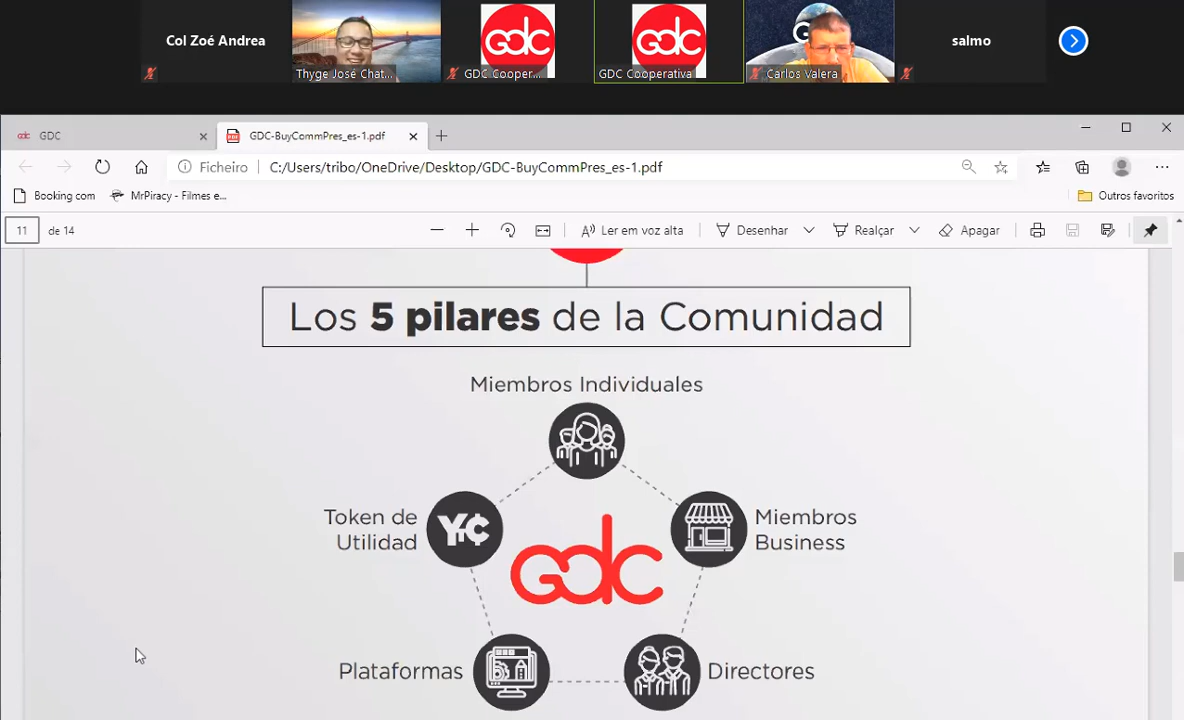 Col Zoé Andrea
Thyge José Chat...
gdc
GDC Cooper...
gdc
GDC Cooperativa
G
Carlos Valera
salmo
gdc GDC
GDC-BuyCommPres_es-1.pdf
Ficheiro
C:/Users/tribo/OneDrive/Desktop/GDC-BuyCommPres_es-1.pdf
Booking com
MrPiracy - Filmes e...
Outros favoritos
11 de 14
Ler em voz alta
Desenhar
Realçar
Apagar
Los 5 pilares de la Comunidad
Miembros Individuales
Token de
Utilidad
Y₵
Miembros
Business
gdc
Plataformas
Directores